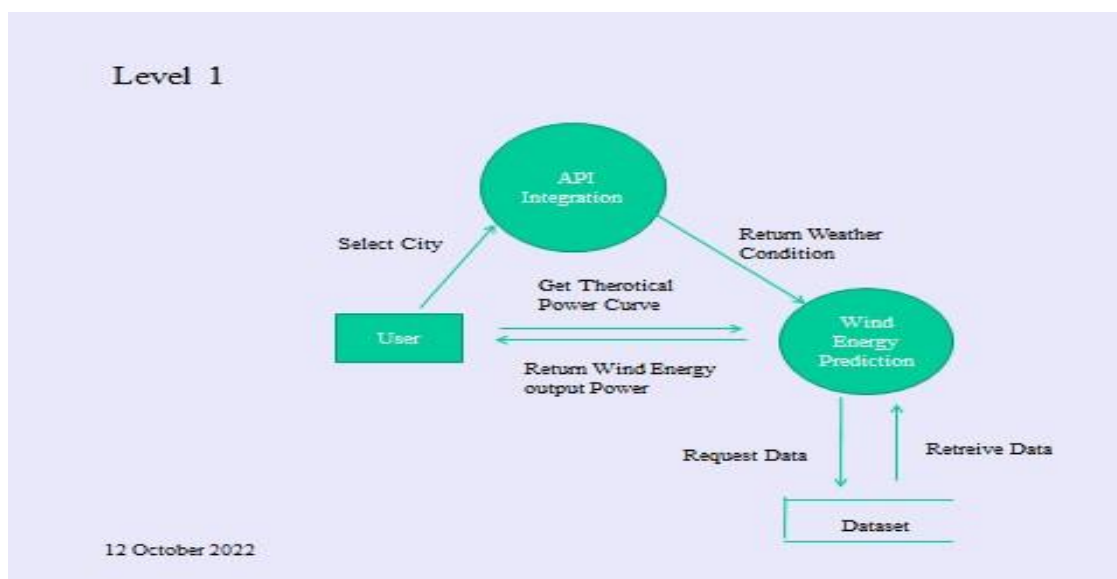 Level 1
API
Integration
Select City
Return Weather
Condition
Get Therotical
Power Curve
User
Wind
Energy
Prediction
Return Wind Energy
output Power
Request Data
Retreive Data
Dataset
12 October 2022